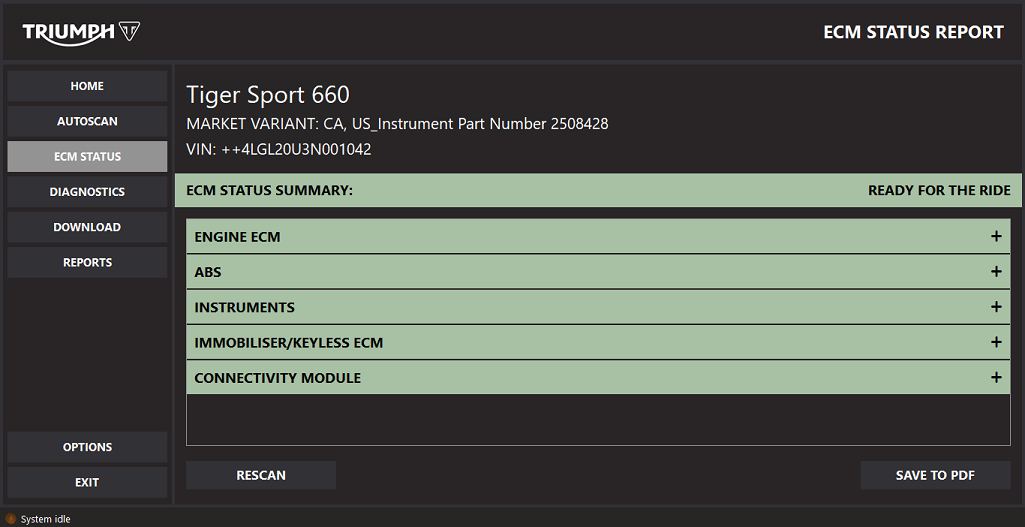 TRIUMPH
ECM STATUS REPORT
HOME
AUTOSCAN
ECM STATUS
DIAGNOSTICS
DOWNLOAD
REPORTS
OPTIONS
EXIT
Tiger Sport 660
MARKET VARIANT: CA, US_Instrument Part Number 2508428
VIN: ++4LGL20U3N001042
ECM STATUS SUMMARY: READY FOR THE RIDE
ENGINE ECM +
ABS +
INSTRUMENTS +
IMMOBILISER/KEYLESS ECM +
CONNECTIVITY MODULE +
RESCAN
SAVE TO PDF
System idle